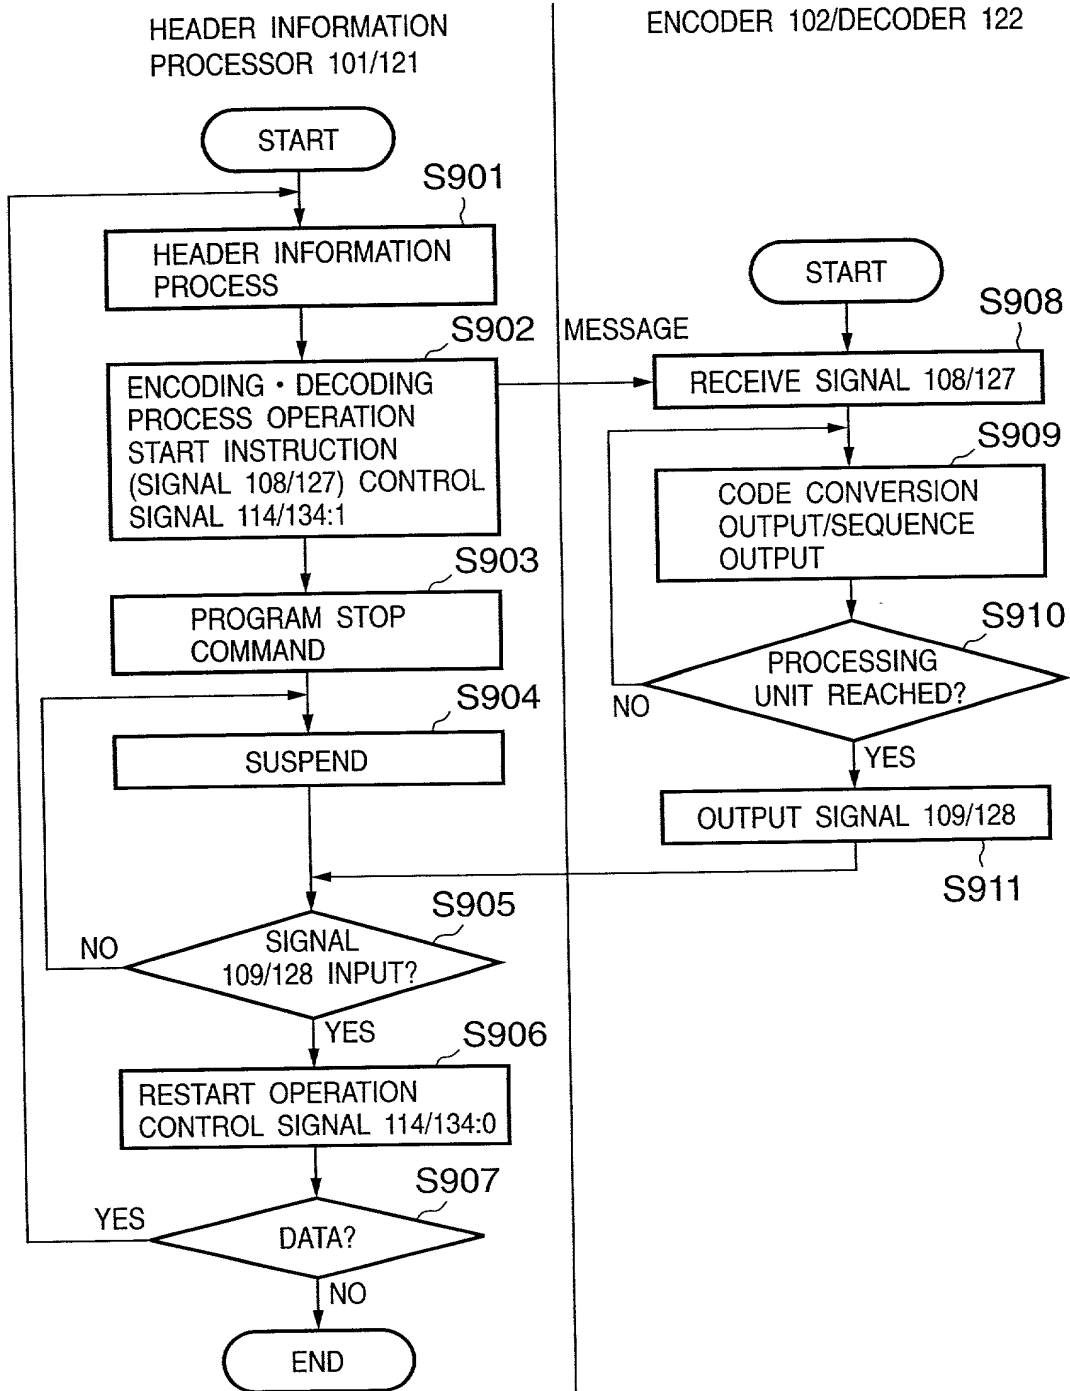 HEADER INFORMATION
PROCESSOR 101/121
START
S901
HEADER INFORMATION
PROCESS
S902
ENCODING・DECODING
PROCESS OPERATION
START INSTRUCTION
(SIGNAL 108/127) CONTROL
SIGNAL 114/134:1
S903
PROGRAM STOP
COMMAND
S904
SUSPEND
S905
SIGNAL
109/128 INPUT?
NO
YES
S906
RESTART OPERATION
CONTROL SIGNAL 114/134:0
S907
DATA?
YES
NO
END
ENCODER 102/DECODER 122
START
MESSAGE
S908
RECEIVE SIGNAL 108/127
S909
CODE CONVERSION
OUTPUT/SEQUENCE
OUTPUT
S910
PROCESSING
UNIT REACHED?
NO
YES
OUTPUT SIGNAL 109/128
S911